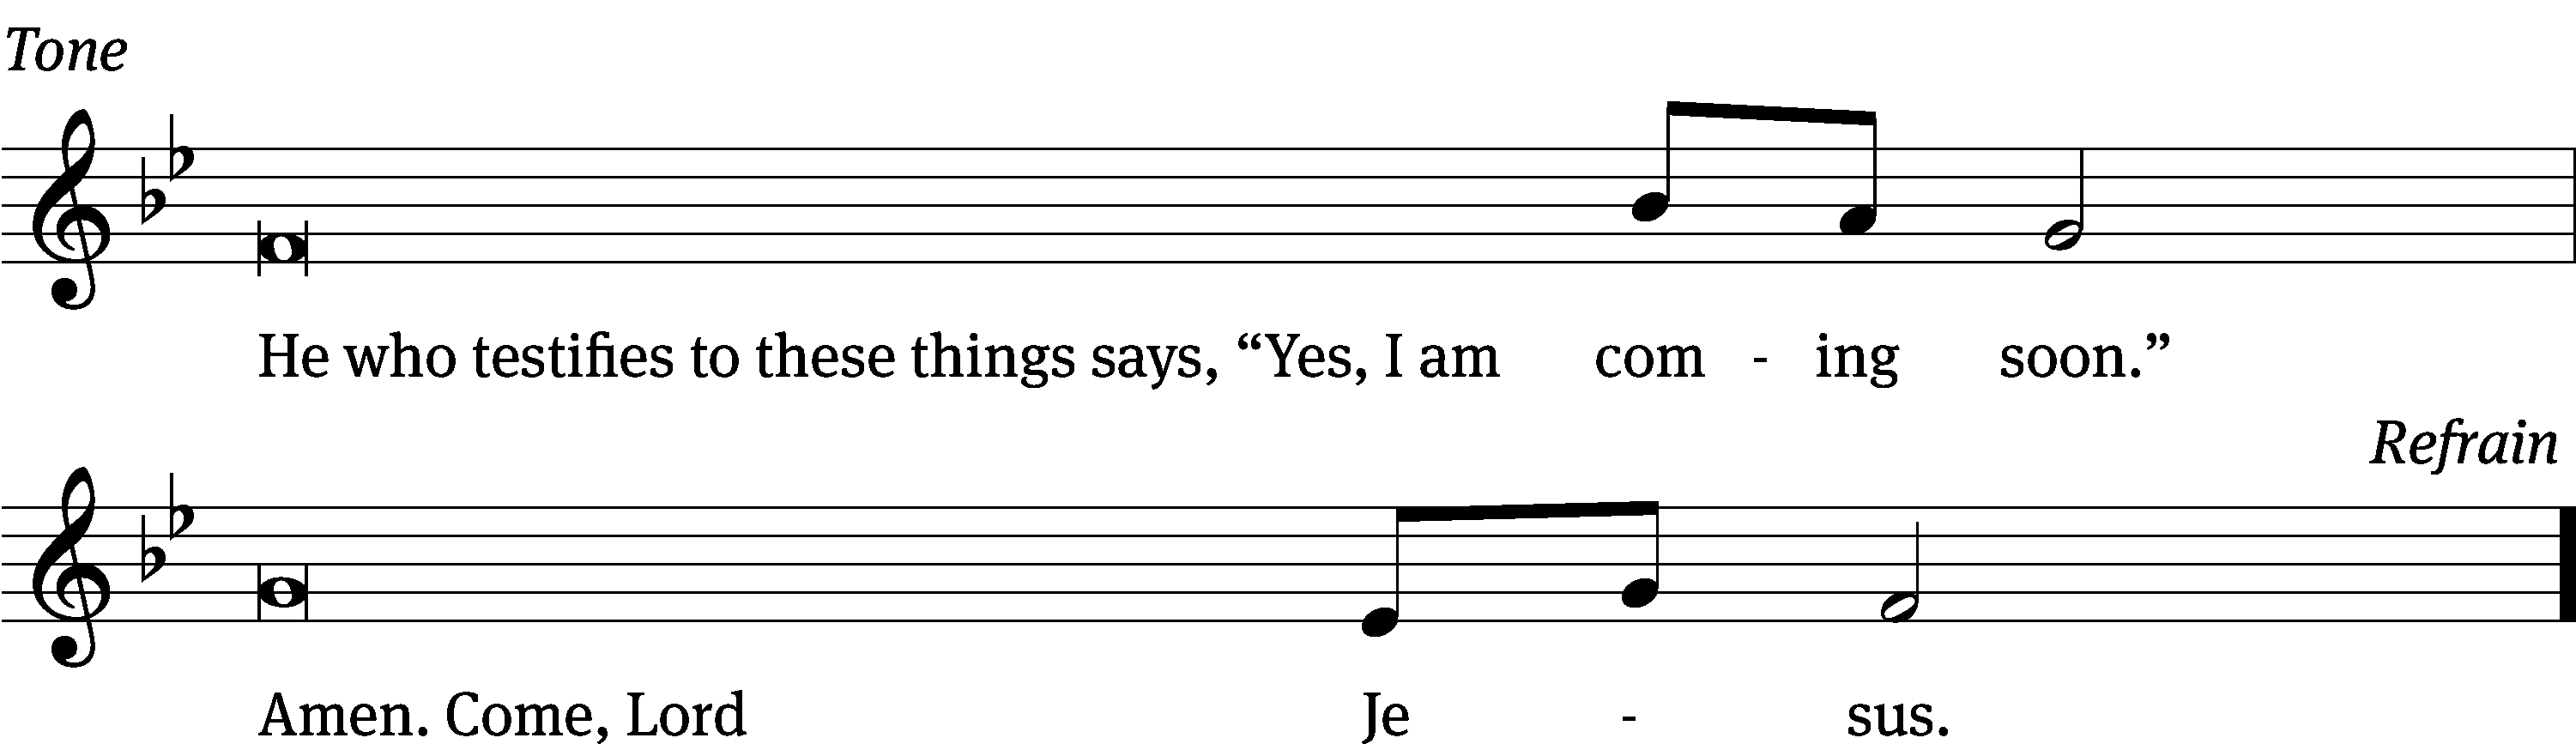 Tone
He who testifies to these things says, “Yes, I am com - ing soon.”
Refrain
Amen. Come, Lord Je - sus.